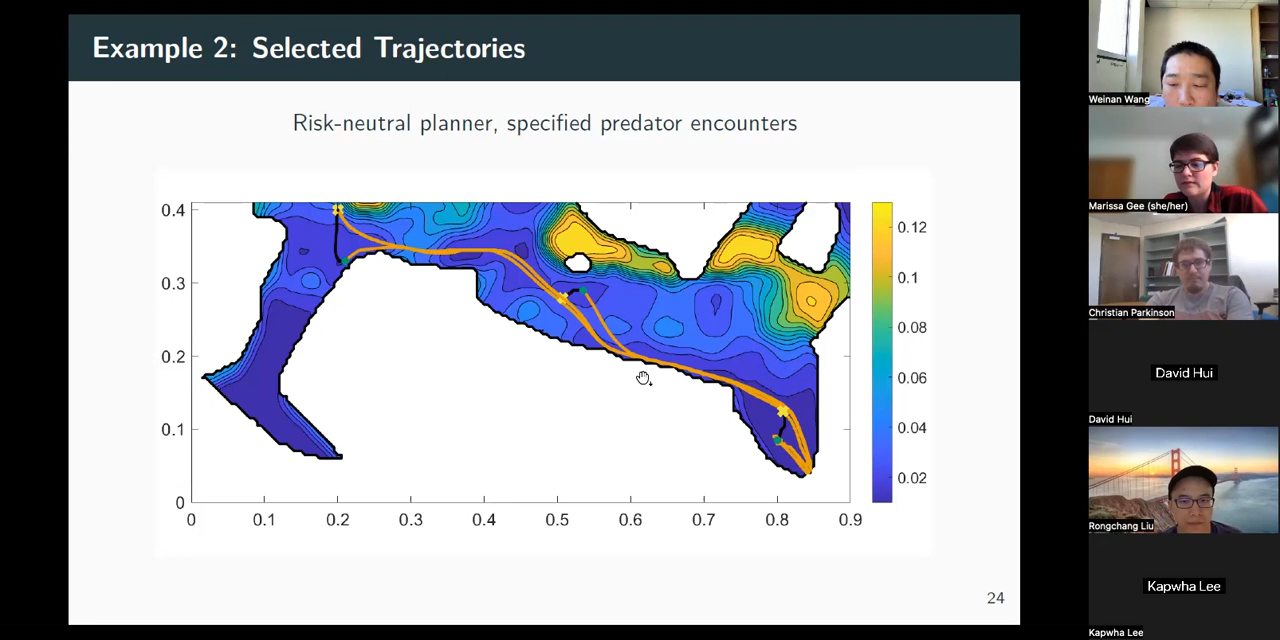 Example 2: Selected Trajectories
Risk-neutral planner, specified predator encounters
0.4
0.3
0.2
0.1
0
0
0.1
0.2
0.3
0.4
0.5
0.6
0.7
0.8
0.9
0.12
0.1
0.08
0.06
0.04
0.02
24
Weinan Wang
Marissa Gee (she/her)
Christian Parkinson
David Hui
David Hui
Rongchang Liu
Kapwha Lee
Kapwha Lee